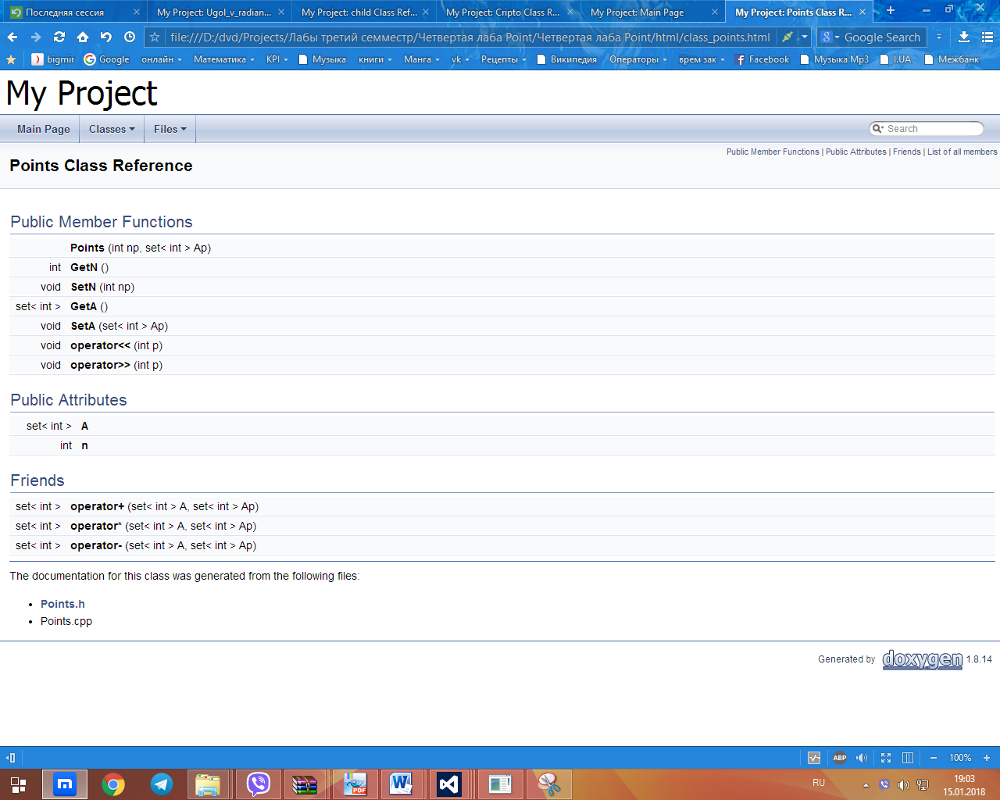 Последняя сессия
My Project: Ugol_v_radian...
My Project: child Class Ref...
My Project: Cripto Class R...
My Project: Main Page
My Project: Points Class R...
file:///D:/dvd/Projects/Лабы третий семместр/Четвертая лаба Point/Четвертая лаба Point/html/class_points.html
Google Search
bigmir
Google
онлайн
Математика
KPI
Музыка
книги
Манга
vk
Рецепты
Википедия
Операторы
врем зак
Facebook
Музыка Mp3
I.UA
Межбанк
My Project
Main Page
Classes
Files
Search
Public Member Functions | Public Attributes | Friends | List of all members
Points Class Reference
Public Member Functions
Points (int np, set< int > Ap)
int GetN ()
void SetN (int np)
set< int > GetA ()
void SetA (set< int > Ap)
void operator<< (int p)
void operator>> (int p)
Public Attributes
set< int > A
int n
Friends
set< int > operator+ (set< int > A, set< int > Ap)
set< int > operator* (set< int > A, set< int > Ap)
set< int > operator- (set< int > A, set< int > Ap)
The documentation for this class was generated from the following files:
• Points.h
• Points.cpp
Generated by doxygen 1.8.14
ABP
100%
PDF
RU
19:03
15.01.2018